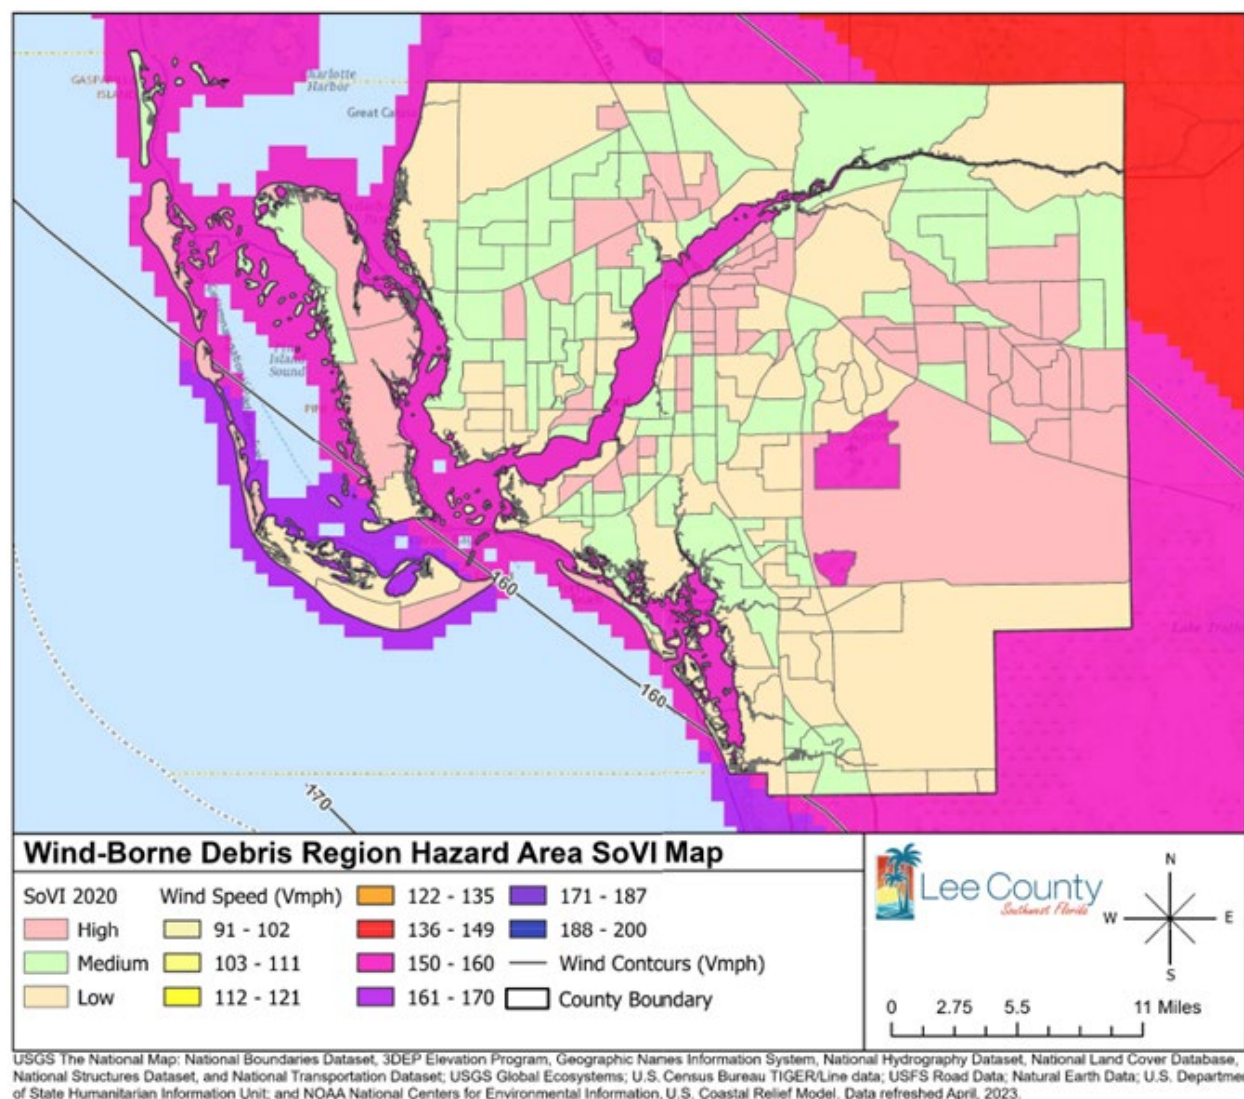 GASPA
ISLAN
harlotte
Harbor
Great Ca
Island
Sound
160
160
170
Wind-Borne Debris Region Hazard Area SoVI Map
SoVI 2020
High
Medium
Low
Wind Speed (Vmph)
91 - 102
103 - 111
112 - 121
122 - 135
136 - 149
150 - 160
161 - 170
171 - 187
188 - 200
Wind Contours (Vmph)
County Boundary
Lee County
Southwest Florida
N
W
E
S
0 2.75 5.5 11 Miles
USGS The National Map: National Boundaries Dataset, 3DEP Elevation Program, Geographic Names Information System, National Hydrography Dataset, National Land Cover Database,
National Structures Dataset, and National Transportation Dataset; USGS Global Ecosystems; U.S. Census Bureau TIGER/Line data; USFS Road Data; Natural Earth Data; U.S. Departme
of State Humanitarian Information Unit; and NOAA National Centers for Environmental Information, U.S. Coastal Relief Model. Data refreshed April, 2023.